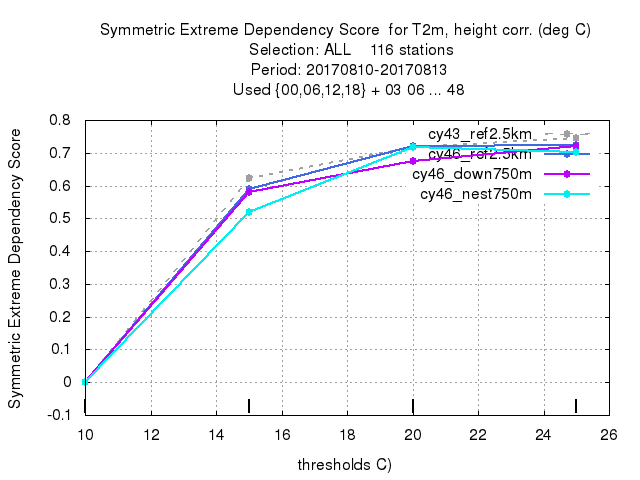 Symmetric Extreme Dependency Score  for T2m, height corr. (deg C)
Selection: ALL    116 stations
Period: 20170810-20170813
Used {00,06,12,18} + 03 06 ... 48
Symmetric Extreme Dependency Score
0.8
0.7
0.6
0.5
0.4
0.3
0.2
0.1
0
-0.1
cy43_ref2.5km
cy46_ref2.5km
cy46_down750m
cy46_nest750m
10 12 14 16 18 20 22 24 26
thresholds C)